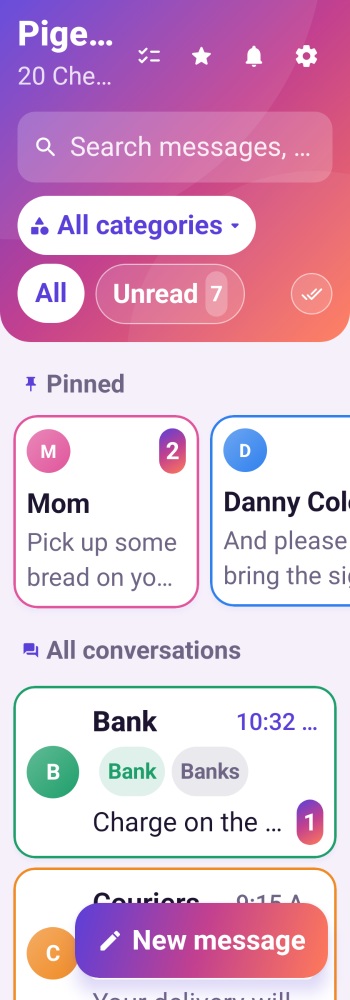 Pige...
20 Che...
Search messages, ...
All categories
All
Unread 7
Pinned
M
2
Mom
Pick up some
bread on yo...
D
Danny Col
And please
bring the si
All conversations
Bank
10:32 ...
B
Bank
Banks
Charge on the ...
1
Couriers
9:15 A
C
New message
Your delivery will